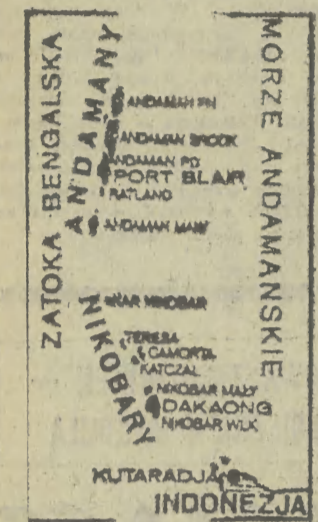 ZATOKA BENGALSKA
ANDAMANY
MORZE ANDAMAŃSKIE
ANDAMAN PN
ANDAMAN ŚRODK
ANDAMAN PD
PORT BLAIR
RATLAND
ANDAMAN MAŁY
KAR NIKOBAR
NIKOBARY
TERESA
CAMORTA
KATCZAL
NIKOBAR MAŁY
DAKAONG
NIKOBAR WLK
KUTARADJA
INDONEZJA